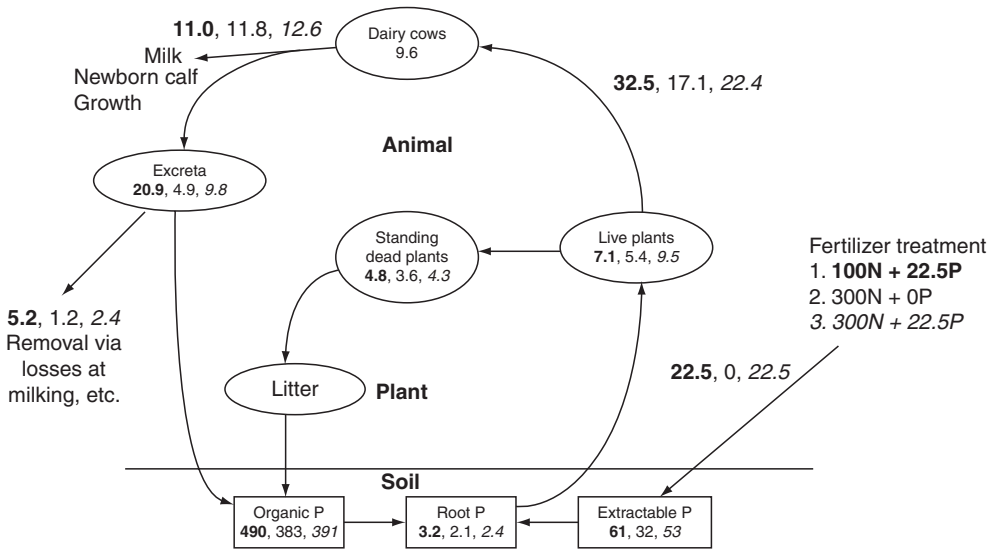 11.0, 11.8, 12.6
Milk
Newborn calf
Growth
Dairy cows
9.6
32.5, 17.1, 22.4
Animal
Excreta
20.9, 4.9, 9.8
Standing
dead plants
4.8, 3.6, 4.3
Live plants
7.1, 5.4, 9.5
Fertilizer treatment
1. 100N + 22.5P
2. 300N + 0P
3. 300N + 22.5P
5.2, 1.2, 2.4
Removal via
losses at
milking, etc.
Litter
Plant
22.5, 0, 22.5
Soil
Organic P
490, 383, 391
Root P
3.2, 2.1, 2.4
Extractable P
61, 32, 53